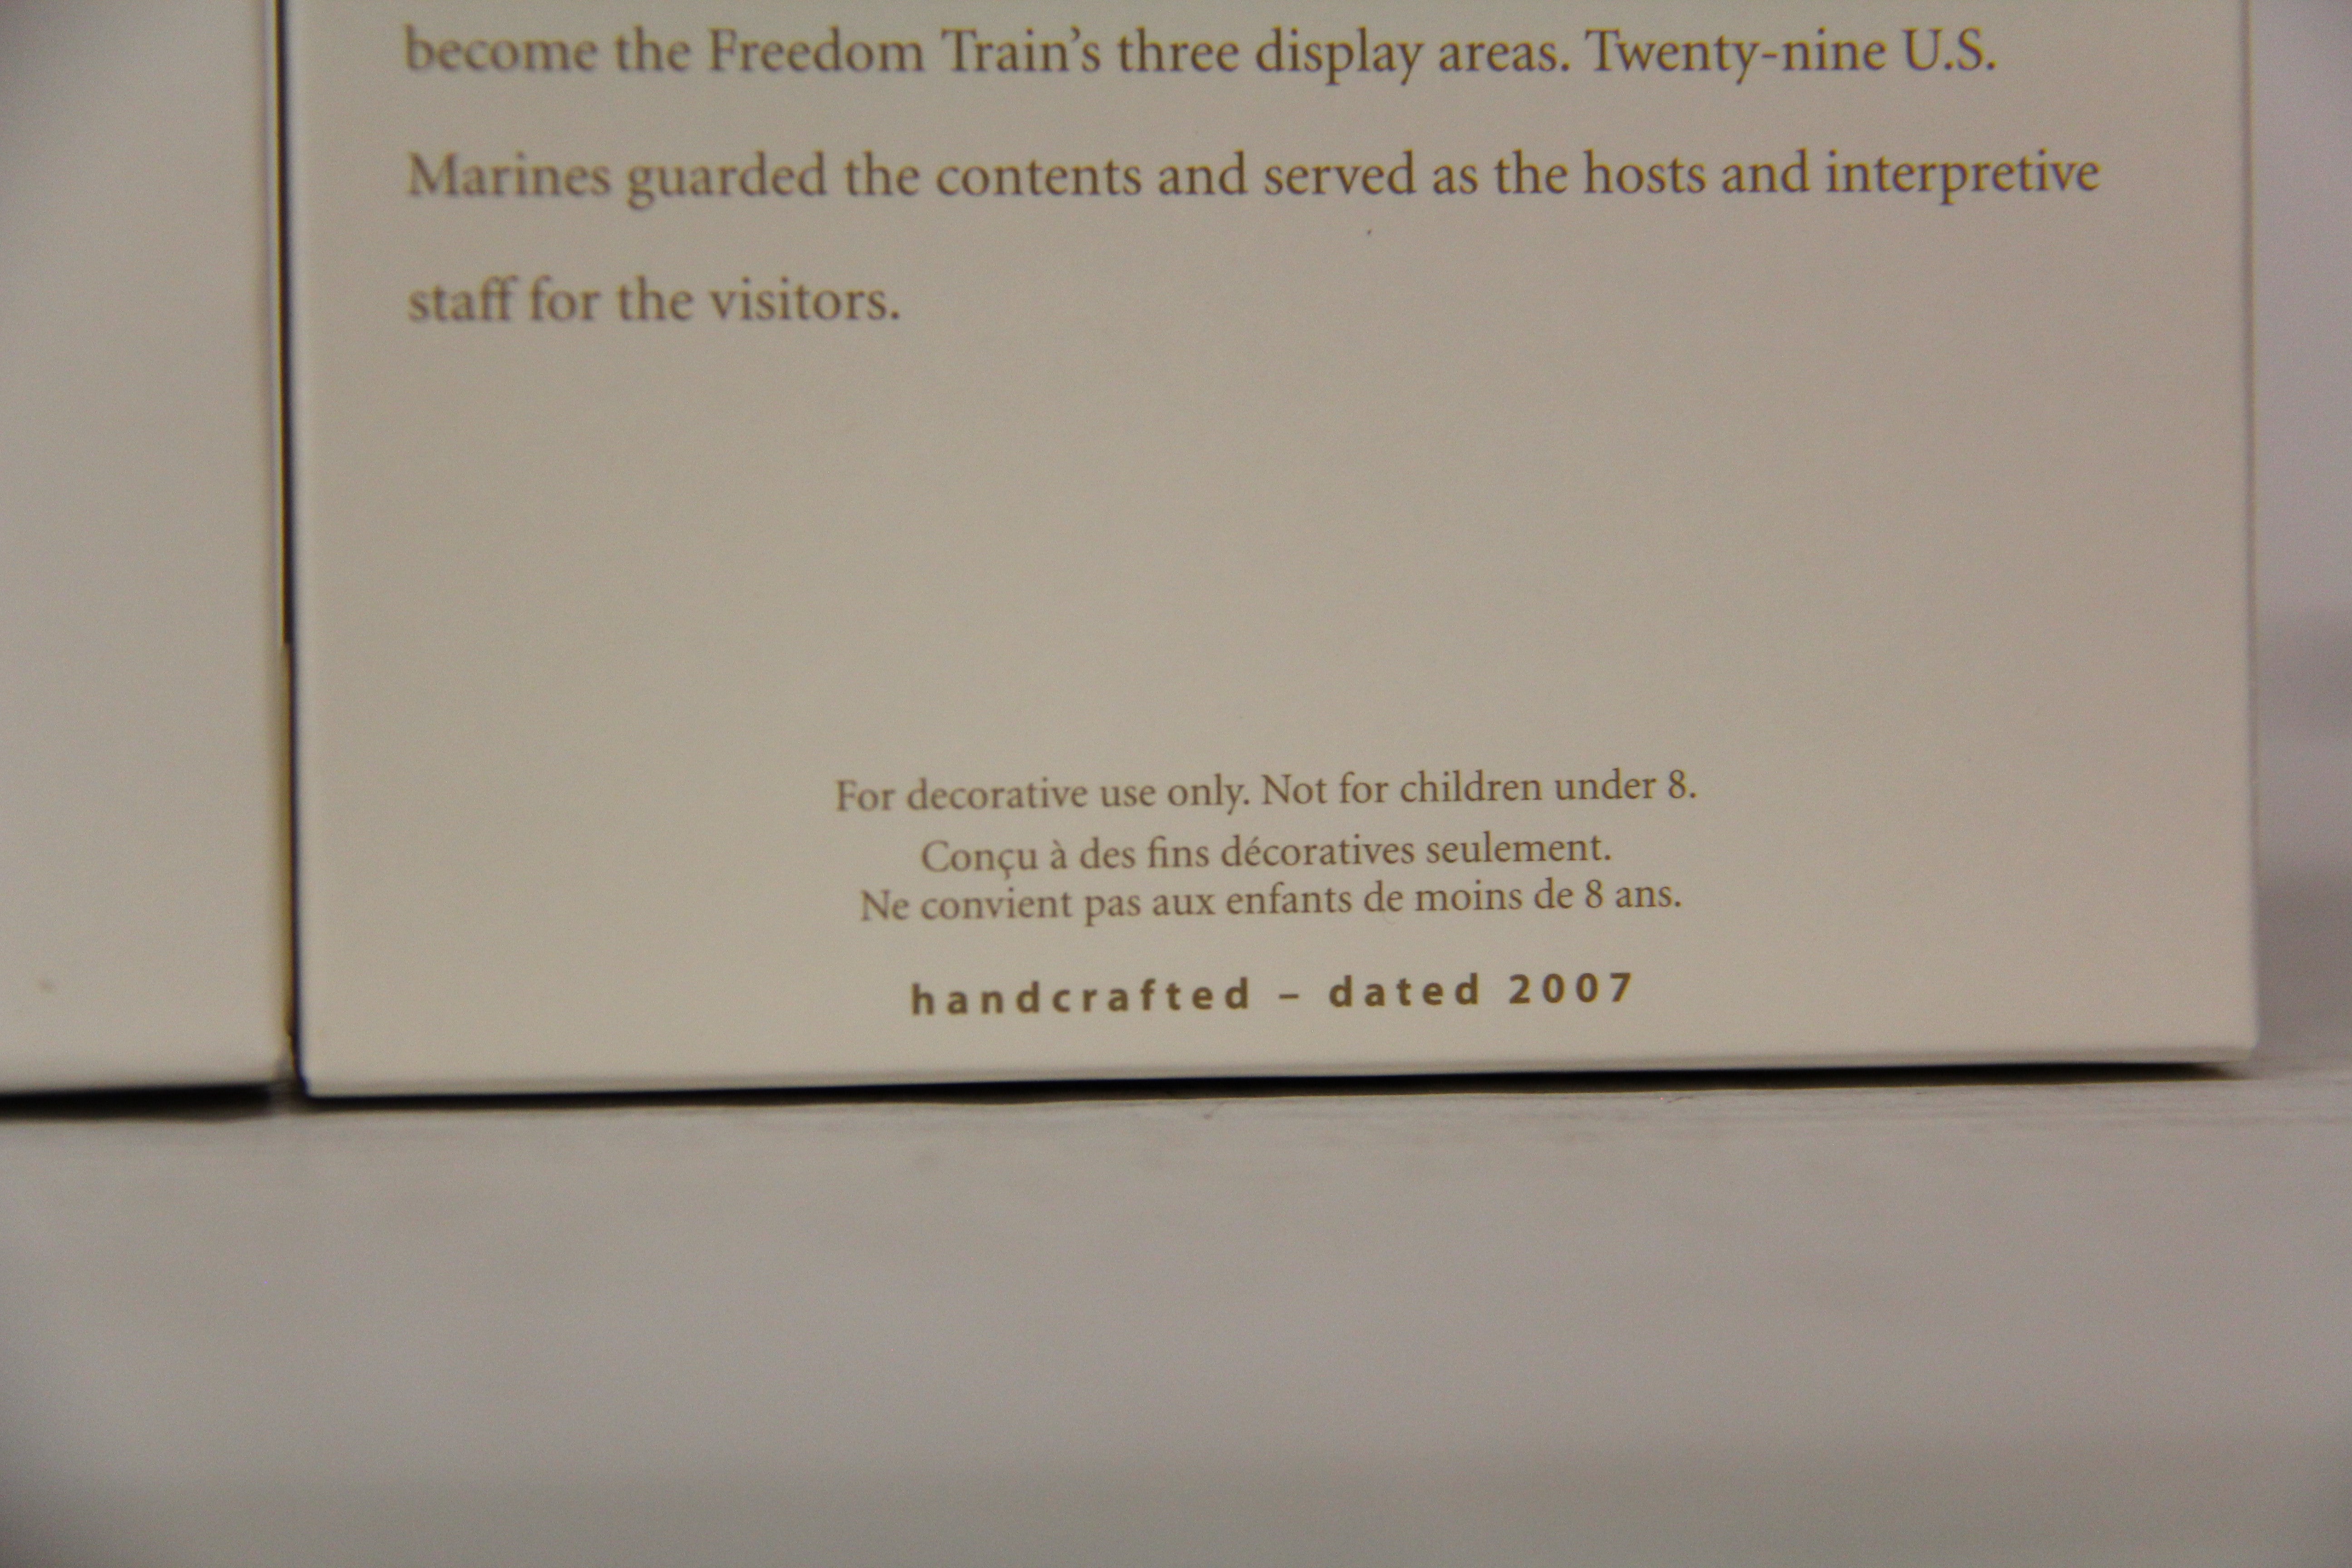 become the Freedom Train’s three display areas. Twenty-nine U.S.
Marines guarded the contents and served as the hosts and interpretive
staff for the visitors.
For decorative use only. Not for children under 8.
Conçu à des fins décoratives seulement.
Ne convient pas aux enfants de moins de 8 ans.
handcrafted – dated 2007